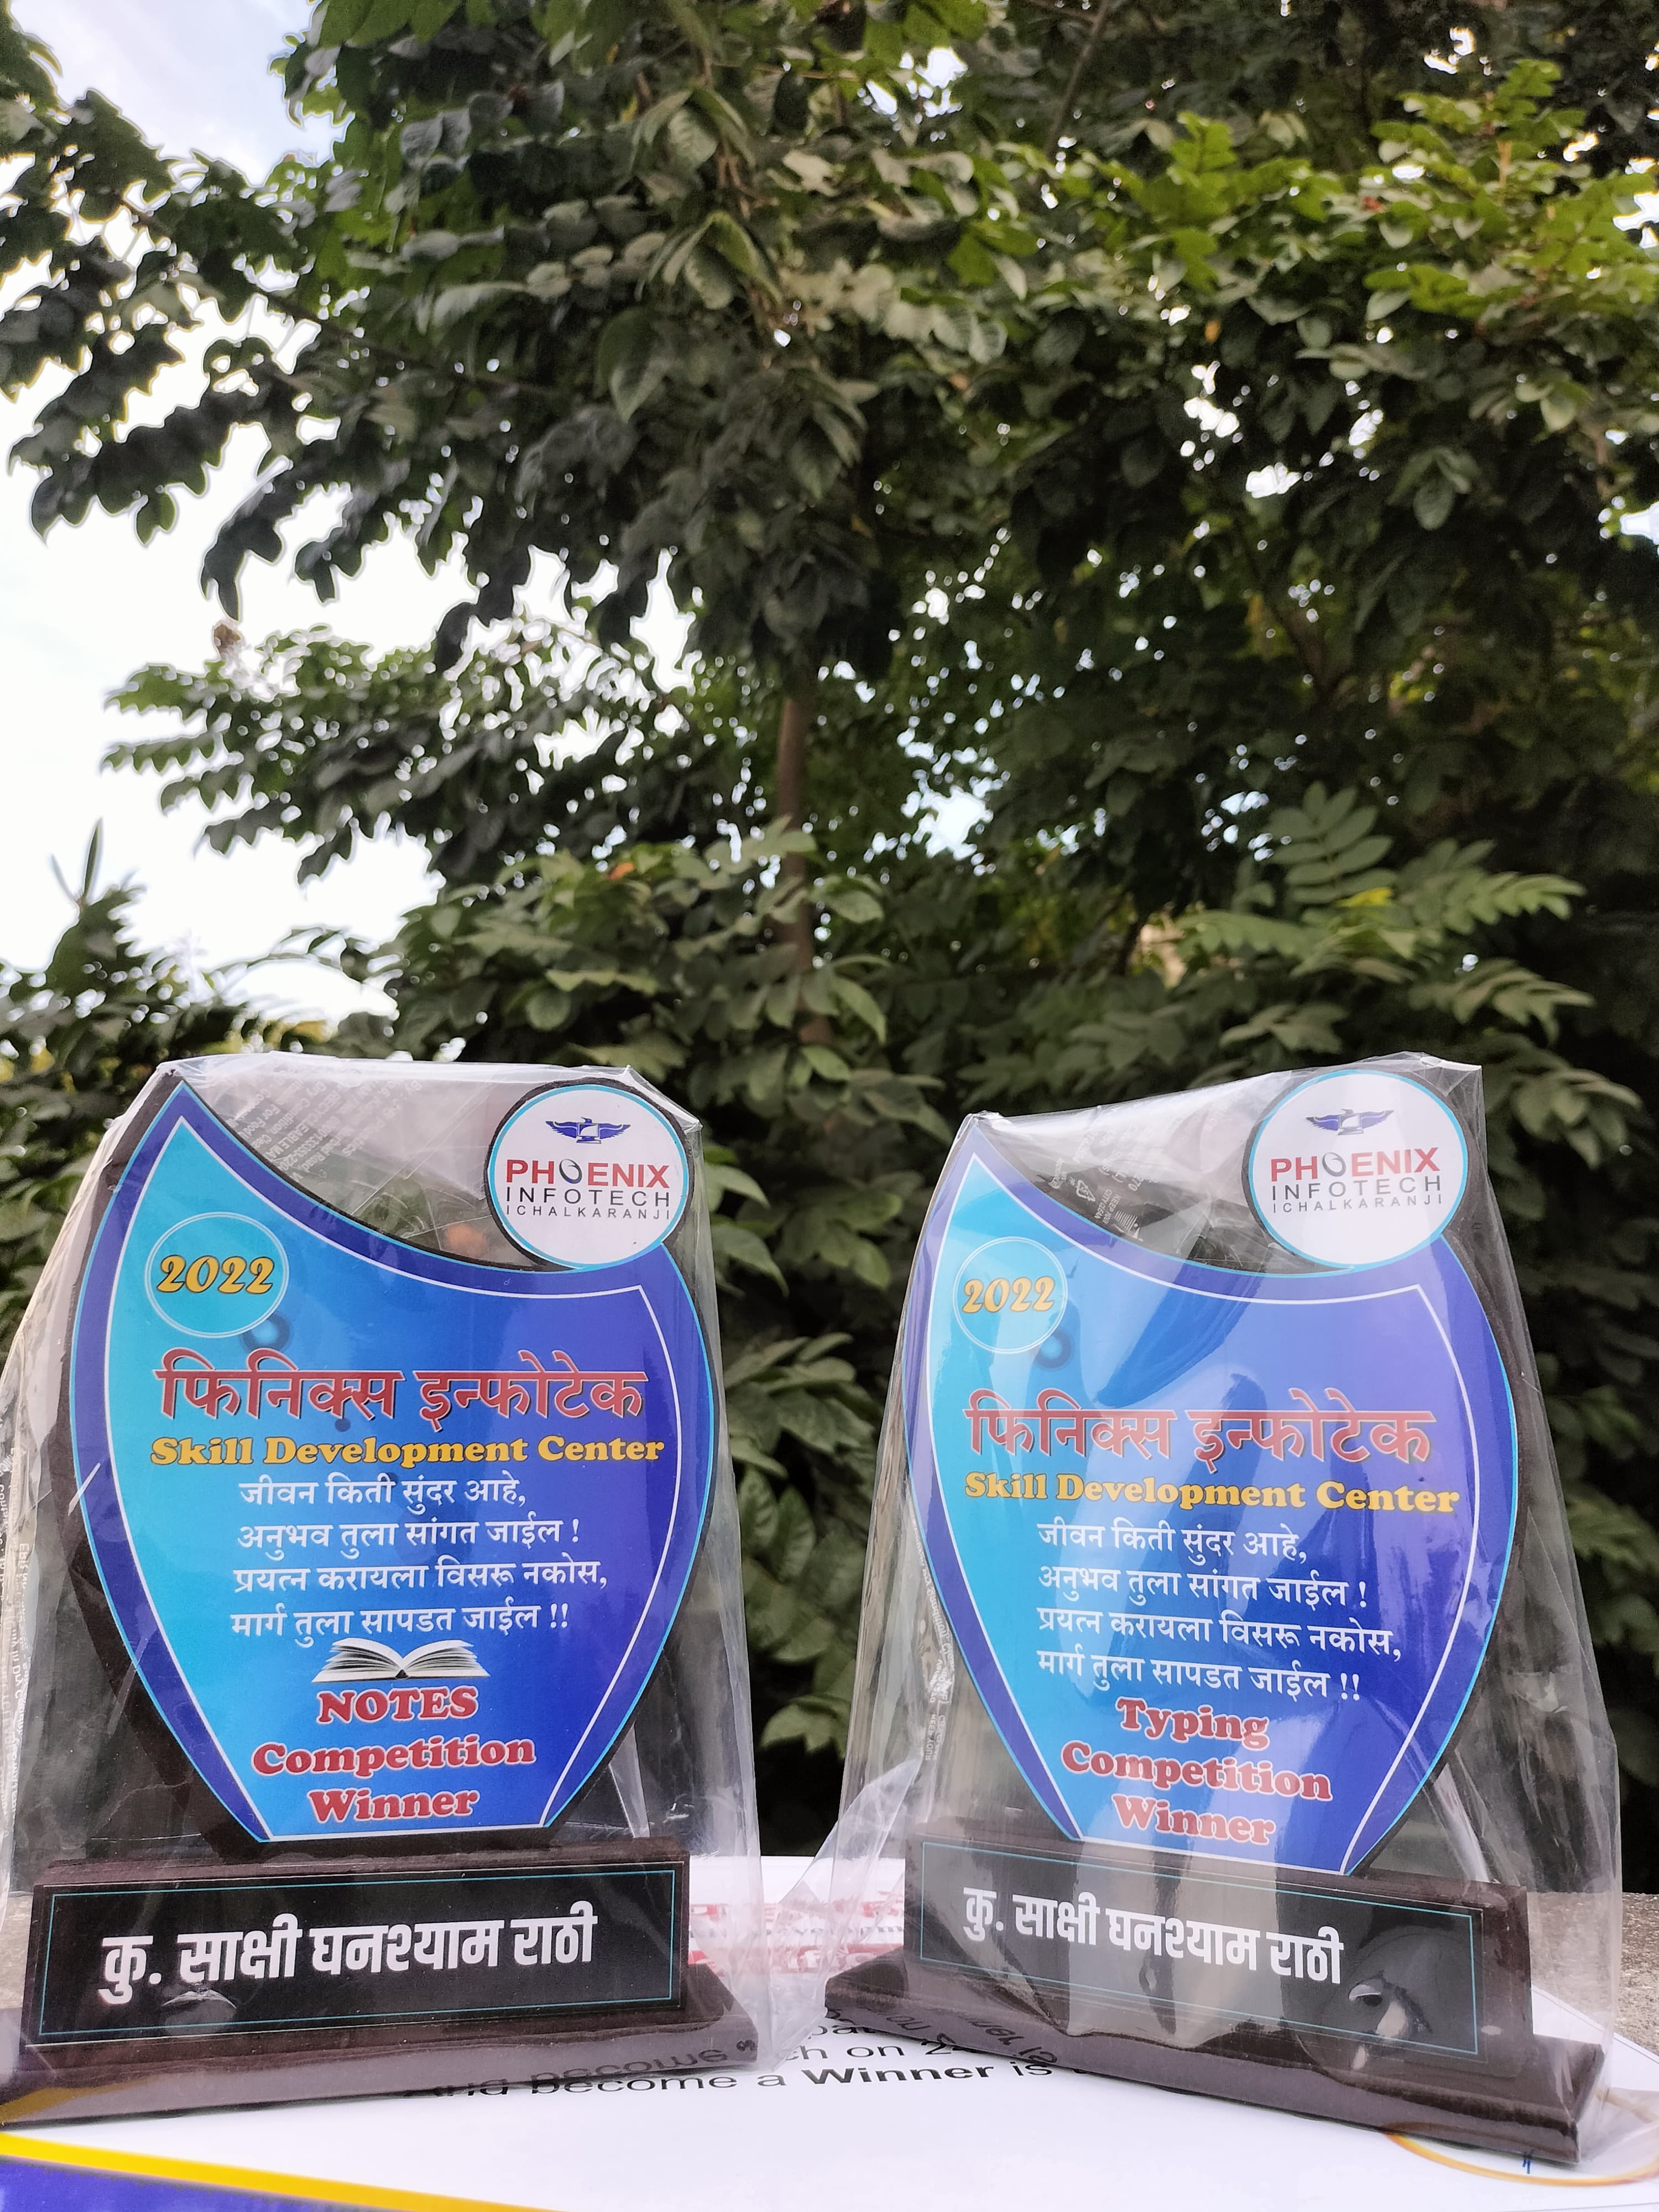 PHOENIX
INFOTECH
ICHALKARANJI
2022
फिनिक्स इन्फोटेक
Skill Development Center
जीवन किती सुंदर आहे,
अनुभव तुला सांगत जाईल !
प्रयत्न करायला विसरू नकोस,
मार्ग तुला सापडत जाईल !!
NOTES
Competition
Winner
कु. साक्षी घनश्याम राठी
PHOENIX
INFOTECH
ICHALKARANJI
2022
फिनिक्स इन्फोटेक
Skill Development Center
जीवन किती सुंदर आहे,
अनुभव तुला सांगत जाईल !
प्रयत्न करायला विसरू नकोस,
मार्ग तुला सापडत जाईल !!
Typing
Competition
Winner
कु. साक्षी घनश्याम राठी
on
become a Winner is